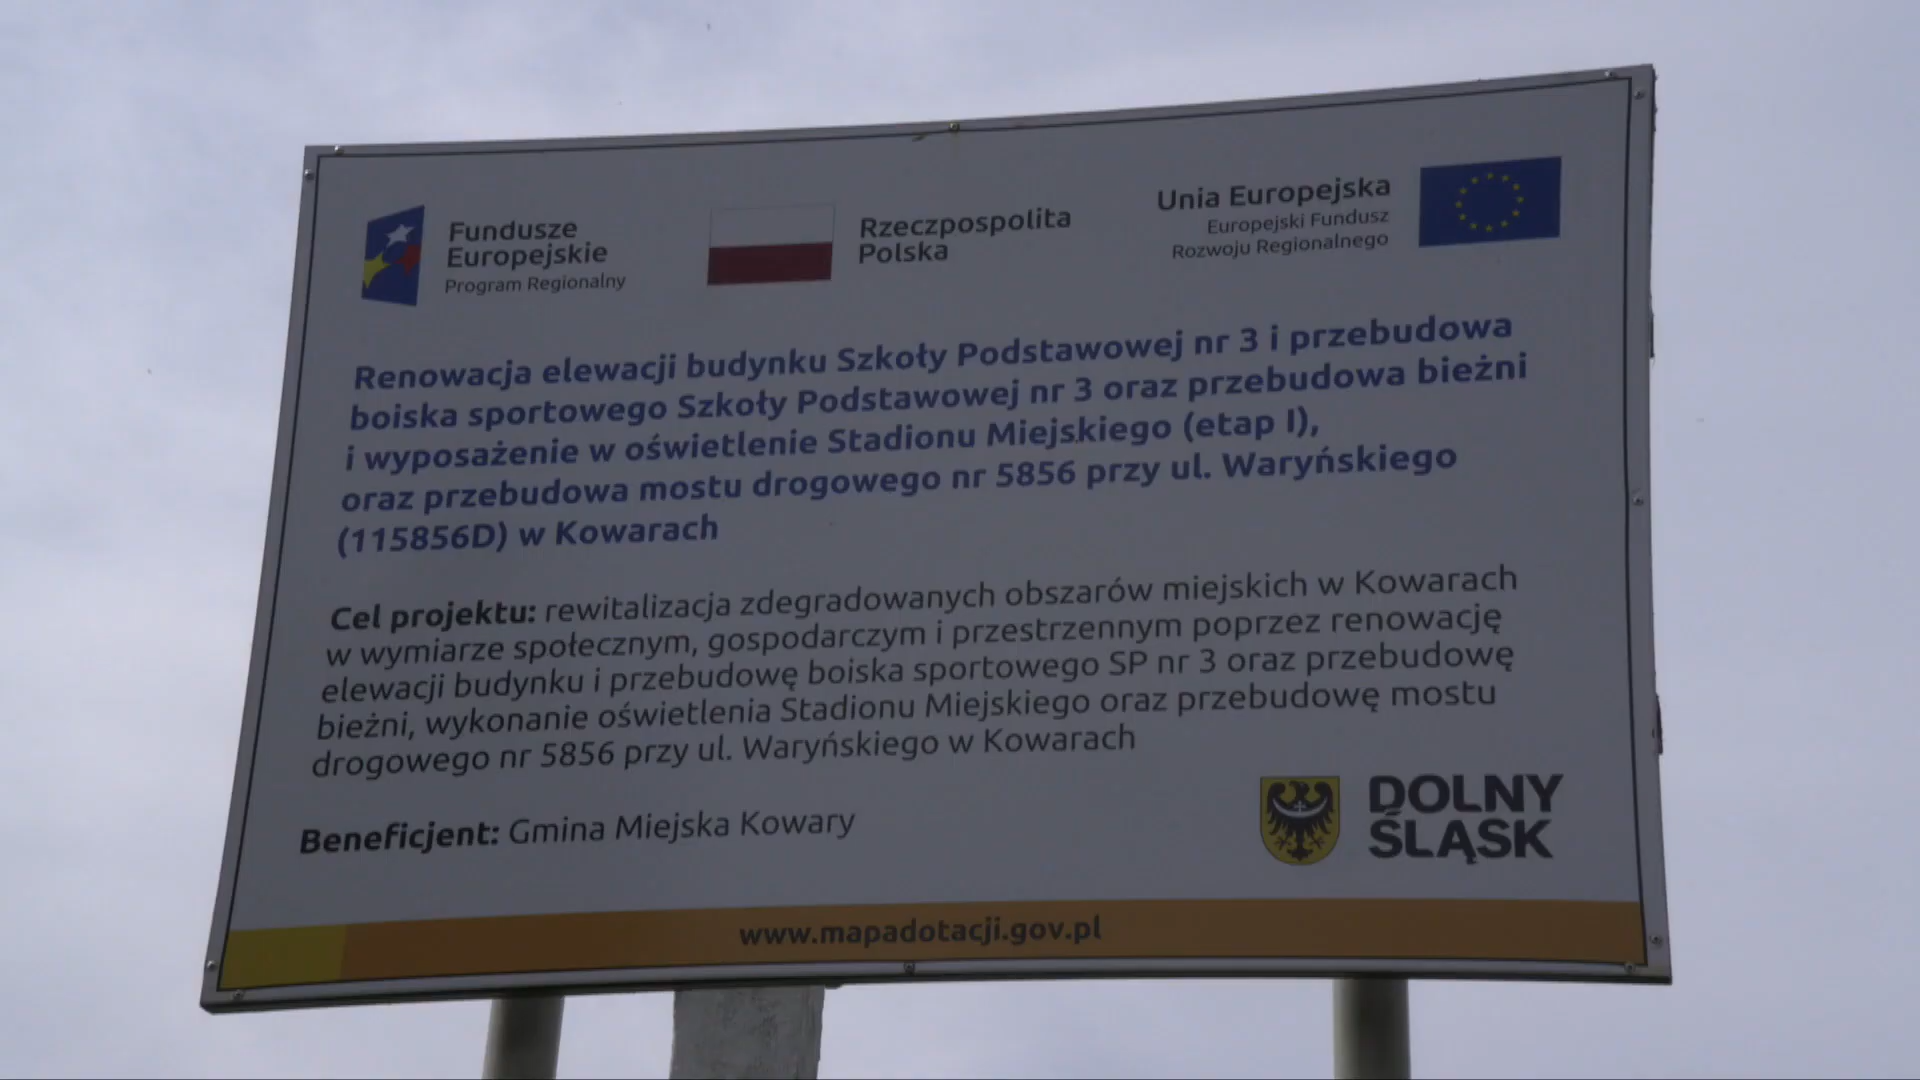 Fundusze
Europejskie
Program Regionalny
Rzeczpospolita
Polska
Unia Europejska
Europejski Fundusz
Rozwoju Regionalnego
Renowacja elewacji budynku Szkoły Podstawowej nr 3 i przebudowa
boiska sportowego Szkoły Podstawowej nr 3 oraz przebudowa bieżni
i wyposażenie w oświetlenie Stadionu Miejskiego (etap I),
oraz przebudowa mostu drogowego nr 5856 przy ul. Waryńskiego
(115856D) w Kowarach
Cel projektu: rewitalizacja zdegradowanych obszarów miejskich w Kowarach
w wymiarze społecznym, gospodarczym i przestrzennym poprzez renowację
elewacji budynku i przebudowę boiska sportowego SP nr 3 oraz przebudowę
bieżni, wykonanie oświetlenia Stadionu Miejskiego oraz przebudowę mostu
drogowego nr 5856 przy ul. Waryńskiego w Kowarach
Beneficjent: Gmina Miejska Kowary
DOLNY
ŚLĄSK
www.mapadotacji.gov.pl